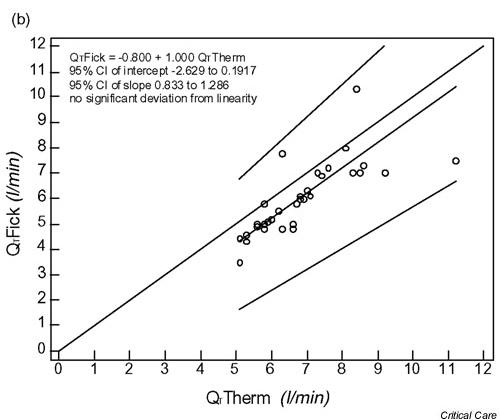 (b)
QTFick = -0.800 + 1.000 QTTherm
95% CI of intercept -2.629 to 0.1917
95% CI of slope 0.833 to 1.286
no significant deviation from linearity
12
11
10
9
8
7
6
5
4
3
2
1
0
QTFick (l/min)
0 1 2 3 4 5 6 7 8 9 10 11 12
QTTherm (l/min)
Critical Care